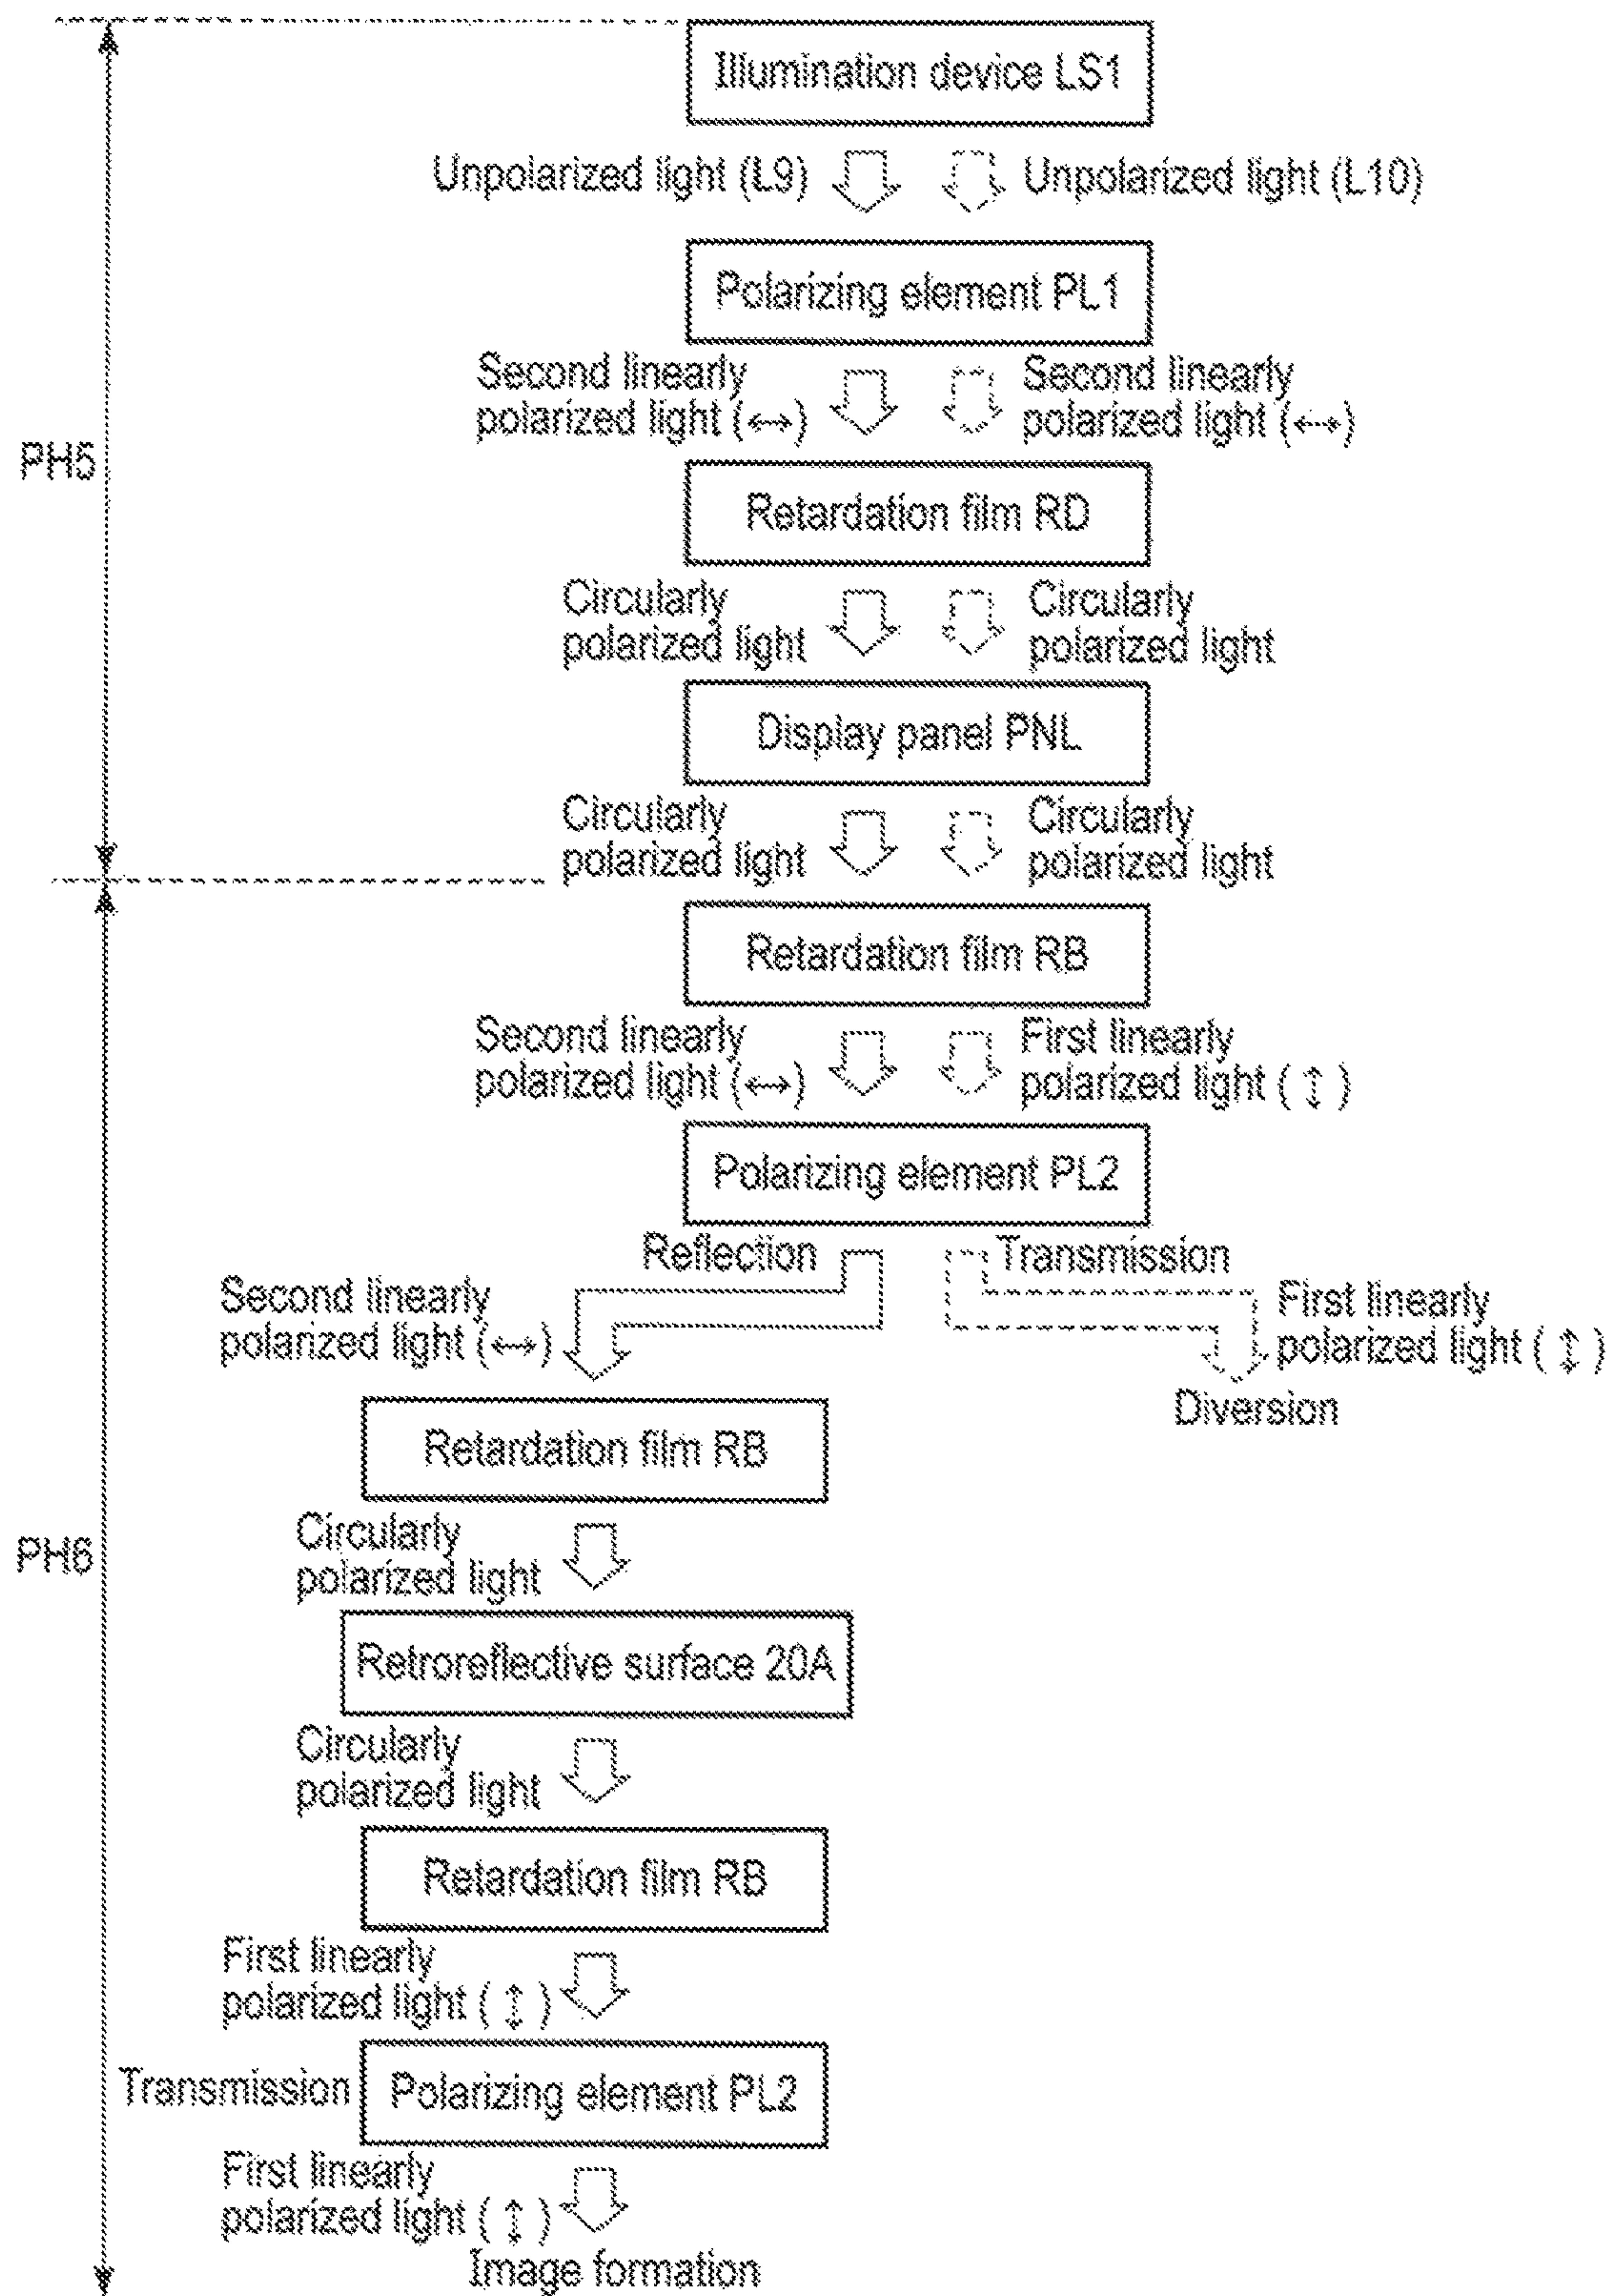 Illumination device LS1
Unpolarized light (L9)
Unpolarized light (L10)
Polarizing element PL1
Second linearly
polarized light (↔)
Second linearly
polarized light (↔)
PH5
Retardation film RD
Circularly
polarized light
Circularly
polarized light
Display panel PNL
Circularly
polarized light
Circularly
polarized light
Retardation film RB
Second linearly
polarized light (↔)
First linearly
polarized light (↕)
Polarizing element PL2
Reflection
Transmission
Second linearly
polarized light (↔)
First linearly
polarized light (↕)
Diversion
Retardation film RB
Circularly
polarized light
PH6
Retroreflective surface 20A
Circularly
polarized light
Retardation film RB
First linearly
polarized light (↕)
Transmission
Polarizing element PL2
First linearly
polarized light (↕)
Image formation